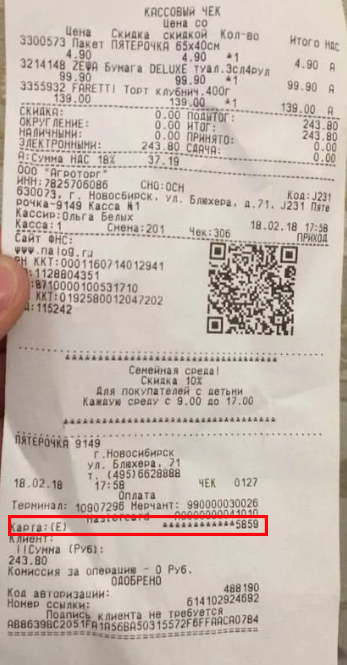 КАССОВЫЙ ЧЕК
Цена со
Цена Скидка скидкой Кол-во Итого НДС
3300573 Пакет ПЯТЕРОЧКА 65х40см
4.90 4.90 *1 4.90 А
3214148 ZЕWА Бумага DELUXE туал.3сл4рул
99.90 99.90 *1 99.90 А
3355932 FARETTI Торт клубнич.400г
139.00 139.00 *1 139.00 А
СКИДКА: 0.00 ПОДЫТОГ: 243.80
ОКРУГЛЕНИЕ: 0.00 ИТОГ: 243.80
НАЛИЧНЫМИ: 0.00 ПРИНЯТО: 243.80
ЭЛЕКТРОННЫМИ: 243.80 СДАЧА: 0.00
А:Сумма НДС 18% 37.19
ООО "Агроторг"
ИНН:7825706086 СНО:ОСН Код:J231
630073, г. Новосибирск, ул. Блюхера, д.71. J231 Пяте
рочка-9149 Касса №1
Кассир:Ольга Белых 18.02.18 17:58
Касса:1 Смена:201 Чек:306 ПРИХОД
Сайт ФНС:
www.nalog.ru
РН ККТ:0001160714012941
:1128804351
:8710000100531710
ККТ:0192580012047202
:115242
Семейная среда!
Скидка 10%
Для покупателей с детьми
Каждую среду с 9.00 до 17.00
ПЯТЕРОЧКА 9149
г.Новосибирск
ул. Блюхера, 71
т. (495)6628888
18.02.18 17:58 ЧЕК 0127
Оплата
Терминал: 10907296 Мерчант: 990000030026
Mastercard A0000000041010
Карта:(E) ************5859
Клиент:
Сумма (Руб):
243.80
Комиссия за операцию - 0 Руб.
ОДОБРЕНО
Код авторизации: 488190
Номер ссылки: 614102924692
Подпись клиента не требуется